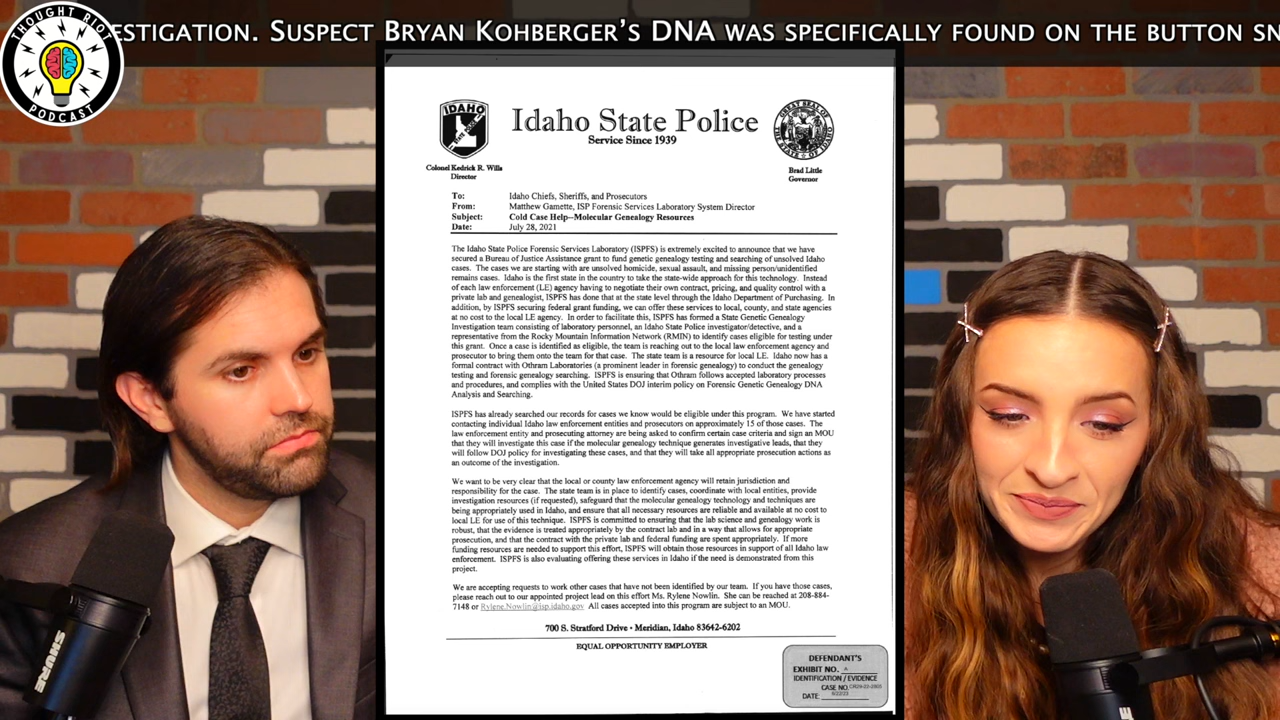 ESTIGATION. SUSPECT BRYAN KOHBERGER'S DNA WAS SPECIFICALLY FOUND ON THE BUTTON SN
THOUGHT RIOT
PODCAST
IDAHO
STATE POLICE
Idaho State Police
Service Since 1939
Colonel Kedrick R. Wills
Director
Brad Little
Governor
To: Idaho Chiefs, Sheriffs, and Prosecutors
From: Matthew Gamette, ISP Forensic Services Laboratory System Director
Subject: Cold Case Help--Molecular Genealogy Resources
Date: July 28, 2021
The Idaho State Police Forensic Services Laboratory (ISPFS) is extremely excited to announce that we have
secured a Bureau of Justice Assistance grant to fund genetic genealogy testing and searching of unsolved Idaho
cases. The cases we are starting with are unsolved homicide, sexual assault, and missing person/unidentified
remains cases. Idaho is the first state in the country to take the state-wide approach for this technology. Instead
of each law enforcement (LE) agency having to negotiate their own contract, pricing, and quality control with a
private lab and genealogist, ISPFS has done that at the state level through the Idaho Department of Purchasing. In
addition, by ISPFS securing federal grant funding, we can offer these services to local, county, and state agencies
at no cost to the local LE agency. In order to facilitate this, ISPFS has formed a State Genetic Genealogy
Investigation team consisting of laboratory personnel, an Idaho State Police investigator/detective, and a
representative from the Rocky Mountain Information Network (RMIN) to identify cases eligible for testing under
this grant. Once a case is identified as eligible, the team is reaching out to the local law enforcement agency and
prosecutor to bring them onto the team for that case. The state team is a resource for local LE. Idaho now has a
formal contract with Othram Laboratories (a prominent leader in forensic genealogy) to conduct the genealogy
testing and forensic genealogy searching. ISPFS is ensuring that Othram follows accepted laboratory processes
and procedures, and complies with the United States DOJ interim policy on Forensic Genetic Genealogy DNA
Analysis and Searching.
ISPFS has already searched our records for cases we know would be eligible under this program. We have started
contacting individual Idaho law enforcement entities and prosecutors on approximately 15 of those cases. The
law enforcement entity and prosecuting attorney are being asked to confirm certain case criteria and sign an MOU
that they will investigate this case if the molecular genealogy technique generates investigative leads, that they
will follow DOJ policy for investigating these cases, and that they will take all appropriate prosecution actions as
an outcome of the investigation.
We want to be very clear that the local or county law enforcement agency will retain jurisdiction and
responsibility for the case. The state team is in place to identify cases, coordinate with local entities, provide
investigation resources (if requested), safeguard that the molecular genealogy technology and techniques are
being appropriately used in Idaho, and ensure that all necessary resources are reliable and available at no cost to
local LE for use of this technique. ISPFS is committed to ensuring that the lab science and genealogy work is
robust, that the evidence is treated appropriately by the contract lab and in a way that allows for appropriate
prosecution, and that the contract with the private lab and federal funding are spent appropriately. If more
funding resources are needed to support this effort, ISPFS will obtain those resources in support of all Idaho law
enforcement. ISPFS is also evaluating offering these services in Idaho if the need is demonstrated from this
project.
We are accepting requests to work other cases that have not been identified by our team. If you have those cases,
please reach out to our appointed project lead on this effort Ms. Rylene Nowlin. She can be reached at 208-884-
7148 or Rylene.Nowlin@isp.idaho.gov All cases accepted into this program are subject to an MOU.
700 S. Stratford Drive • Meridian, Idaho 83642-6202
EQUAL OPPORTUNITY EMPLOYER
DEFENDANT'S
EXHIBIT NO. A
IDENTIFICATION / EVIDENCE
CASE NO.
DATE
SHURE